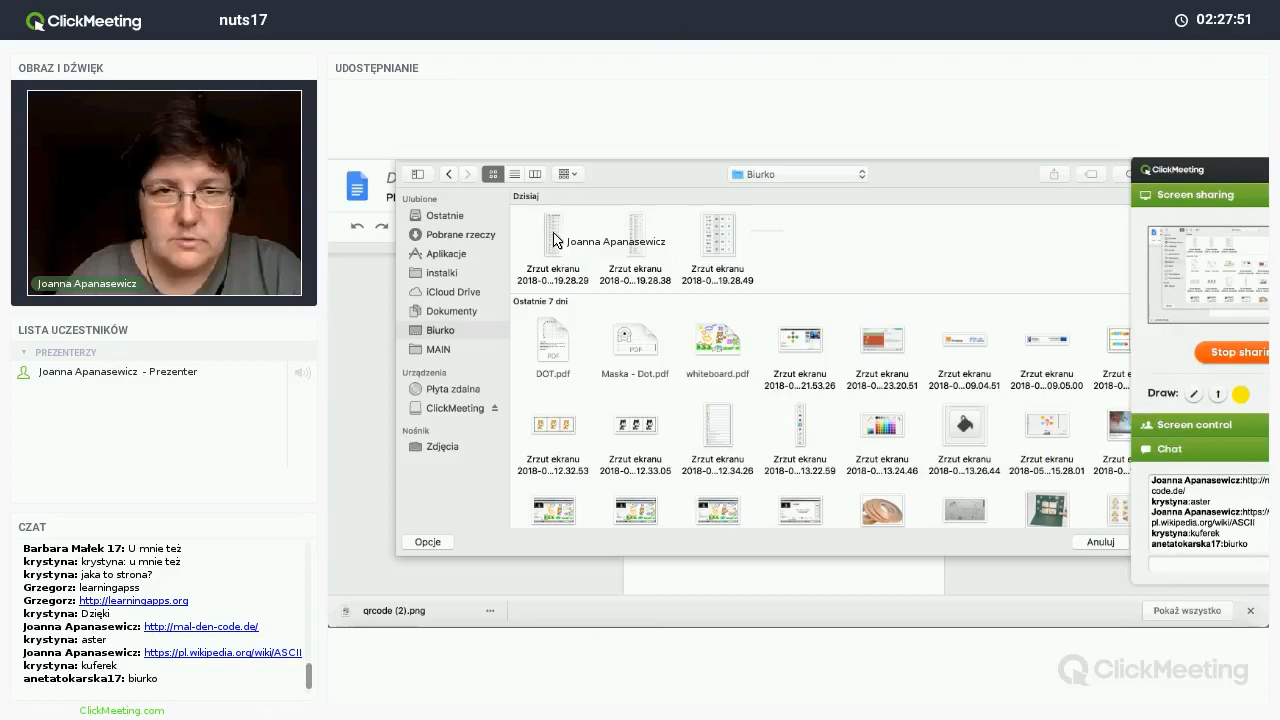 ClickMeeting
nuts17
02:27:51
OBRAZ I DŹWIĘK
UDOSTĘPNIANIE
Joanna Apanasewicz
LISTA UCZESTNIKÓW
PREZENTERZY
Joanna Apanasewicz - Prezenter
CZAT
Barbara Małek 17: U mnie też
krystyna: krystyna: u mnie też
krystyna: jaka to strona?
Grzegorz: learningapss
Grzegorz: http://learningapps.org
krystyna: Dzięki
Joanna Apanasewicz: http://mal-den-code.de/
krystyna: aster
Joanna Apanasewicz: https://pl.wikipedia.org/wiki/ASCII
krystyna: kuferek
anetatokarska17: biurko
ClickMeeting.com
Biurko
Ulubione
Ostatnie
Pobrane rzeczy
Aplikacje
instalki
iCloud Drive
Dokumenty
Biurko
MAIN
Urządzenia
Płyta zdalna
ClickMeeting
Nośnik
Zdjęcia
Dzisiaj
Joanna Apanasewicz
Zrzut ekranu Zrzut ekranu Zrzut ekranu
2018-0...19.28.29 2018-0...19.28.38 2018-0...19.28.49
Ostatnie 7 dni
PDF PDF
DOT.pdf Maska - Dot.pdf whiteboard.pdf Zrzut ekranu Zrzut ekranu Zrzut ekranu Zrzut ekranu
2018-0...21.53.26 2018-0...23.20.51 2018-0...09.04.51 2018-0...09.05.00
Zrzut ekranu Zrzut ekranu Zrzut ekranu Zrzut ekranu Zrzut ekranu Zrzut ekranu Zrzut ekranu
2018-0...12.32.53 2018-0...12.33.05 2018-0...12.34.26 2018-0...13.22.59 2018-0...13.24.46 2018-0...13.26.44 2018-05...15.28.01
Opcje
Anuluj
qrcode (2).png
Pokaż wszystko
ClickMeeting
Screen sharing
Draw:
Screen control
Chat
Joanna Apanasewicz:http://m
code.de/
krystyna:aster
Joanna Apanasewicz:https:/
pl.wikipedia.org/wiki/ASCII
krystyna:kuferek
anetatokarska17:biurko
ClickMeeting